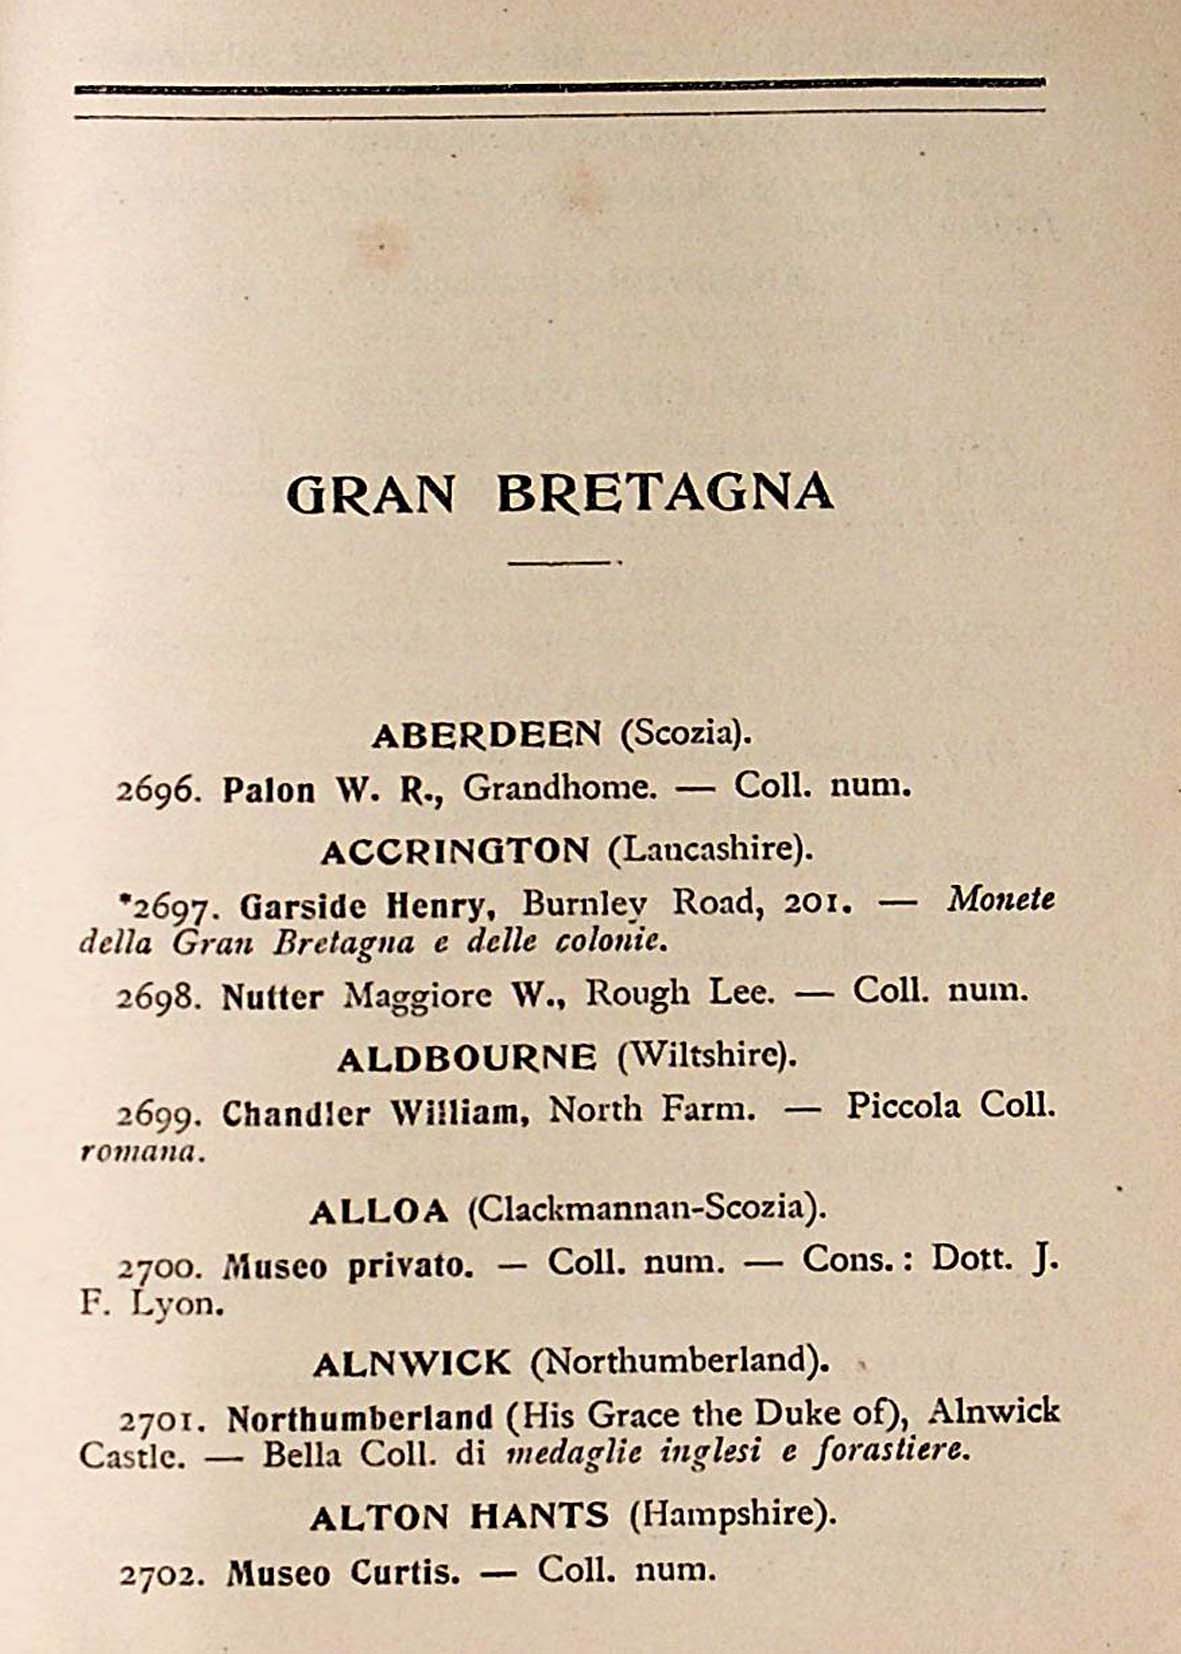 GRAN BRETAGNA
ABERDEEN (Scozia).
2696. Palon W. R., Grandhome. — Coll. num.
ACCRINGTON (Lancashire).
*2697. Garside Henry, Burnley Road, 201. — Monete
della Gran Bretagna e delle colonie.
2698. Nutter Maggiore W., Rough Lee. — Coll. num.
ALDBOURNE (Wiltshire).
2699. Chandler William, North Farm. — Piccola Coll.
romana.
ALLOA (Clackmannan-Scozia).
2700. Museo privato. — Coll. num. — Cons.: Dott. J.
F. Lyon.
ALNWICK (Northumberland).
2701. Northumberland (His Grace the Duke of), Alnwick
Castle. — Bella Coll. di medaglie inglesi e forastiere.
ALTON HANTS (Hampshire).
2702. Museo Curtis. — Coll. num.